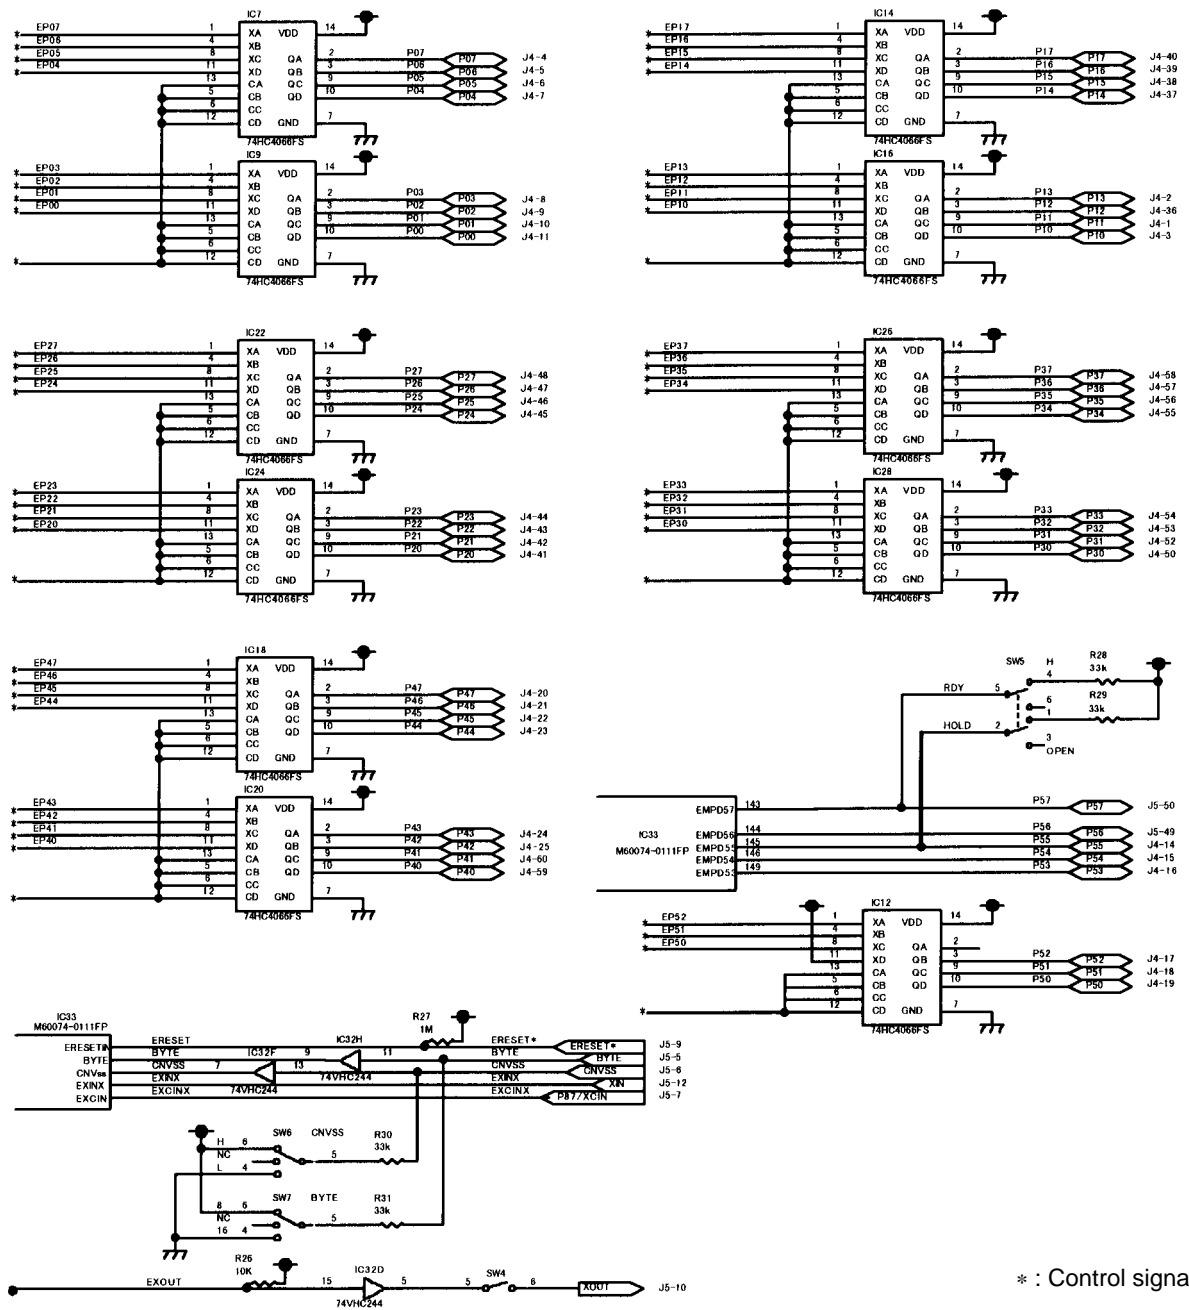 IC7
EP07 1 XA VDD 14
EP06 4 XB
EP05 8 XC QA 2 P07 P07 J4-4
EP04 11 XD QB 3 P06 P06 J4-5
13 CA QC 9 P05 P05 J4-6
5 CB QD 10 P04 P04 J4-7
6 CC
12 CD GND 7
74HC4066FS
IC9
EP03 1 XA VDD 14
EP02 4 XB
EP01 8 XC QA 2 P03 P03 J4-8
EP00 11 XD QB 3 P02 P02 J4-9
13 CA QC 9 P01 P01 J4-10
5 CB QD 10 P00 P00 J4-11
6 CC
* 12 CD GND 7
74HC4066FS
IC14
EP17 1 XA VDD 14
EP16 4 XB
EP15 8 XC QA 2 P17 P17 J4-40
EP14 11 XD QB 3 P16 P16 J4-39
13 CA QC 9 P15 P15 J4-38
5 CB QD 10 P14 P14 J4-37
6 CC
12 CD GND 7
74HC4066FS
IC16
EP13 1 XA VDD 14
EP12 4 XB
EP11 8 XC QA 2 P13 P13 J4-2
EP10 11 XD QB 3 P12 P12 J4-36
13 CA QC 9 P11 P11 J4-1
5 CB QD 10 P10 P10 J4-3
6 CC
* 12 CD GND 7
74HC4066FS
IC22
EP27 1 XA VDD 14
EP26 4 XB
EP25 8 XC QA 2 P27 P27 J4-48
EP24 11 XD QB 3 P26 P26 J4-47
13 CA QC 9 P25 P25 J4-46
5 CB QD 10 P24 P24 J4-45
6 CC
12 CD GND 7
74HC4066FS
IC24
EP23 1 XA VDD 14
EP22 4 XB
EP21 8 XC QA 2 P23 P23 J4-44
EP20 11 XD QB 3 P22 P22 J4-43
13 CA QC 9 P21 P21 J4-42
5 CB QD 10 P20 P20 J4-41
6 CC
* 12 CD GND 7
74HC4066FS
IC26
EP37 1 XA VDD 14
EP36 4 XB
EP35 8 XC QA 2 P37 P37 J4-58
EP34 11 XD QB 3 P36 P36 J4-57
13 CA QC 9 P35 P35 J4-56
5 CB QD 10 P34 P34 J4-55
6 CC
12 CD GND 7
74HC4066FS
IC28
EP33 1 XA VDD 14
EP32 4 XB
EP31 8 XC QA 2 P33 P33 J4-54
EP30 11 XD QB 3 P32 P32 J4-53
13 CA QC 9 P31 P31 J4-52
5 CB QD 10 P30 P30 J4-50
6 CC
* 12 CD GND 7
74HC4066FS
IC18
EP47 1 XA VDD 14
EP46 4 XB
EP45 8 XC QA 2 P47 P47 J4-20
EP44 11 XD QB 3 P46 P46 J4-21
13 CA QC 9 P45 P45 J4-22
5 CB QD 10 P44 P44 J4-23
6 CC
12 CD GND 7
74HC4066FS
IC20
EP43 1 XA VDD 14
EP42 4 XB
EP41 8 XC QA 2 P43 P43 J4-24
EP40 11 XD QB 3 P42 P42 J4-25
13 CA QC 9 P41 P41 J4-60
5 CB QD 10 P40 P40 J4-59
6 CC
* 12 CD GND 7
74HC4066FS
SW5 H R28
4 33k
RDY 5 R29
6 33k
1
HOLD 2
3
OPEN
IC33
M60074-0111FP
EMPD57 143 P57 P57 J5-50
EMPD56 144 P56 P56 J5-49
EMPD55 145 P55 P55 J4-14
EMPD54 146 P54 P54 J4-15
EMPD53 149 P53 P53 J4-16
IC12
EP52 1 XA VDD 14
EP51 4 XB
EP50 8 XC QA 2
11 XD QB 3 P52 P52 J4-17
13 CA QC 9 P51 P51 J4-18
5 CB QD 10 P50 P50 J4-19
6 CC
* 12 CD GND 7
74HC4066FS
IC33
M60074-0111FP
R27
1M
ERESETIN ERESET ERESET* ERESET* J5-9
BYTE BYTE 9 IC32H 11 BYTE BYTE J5-5
CNVss CNVSS 7 IC32F 13 CNVSS CNVSS J5-6
EXINX EXINX 74VHC244 EXINX XIN J5-12
EXCIN EXCINX 74VHC244 EXCINX P87/XCIN J5-7
SW6 CNVSS R30
H 6 33k
NC 5
L 4
SW7 BYTE R31
8 6 33k
NC 5
16 4
R26
10K
EXOUT 15 IC32D 5 5 SW4 6 XOUT J5-10
74VHC244
* : Control signa